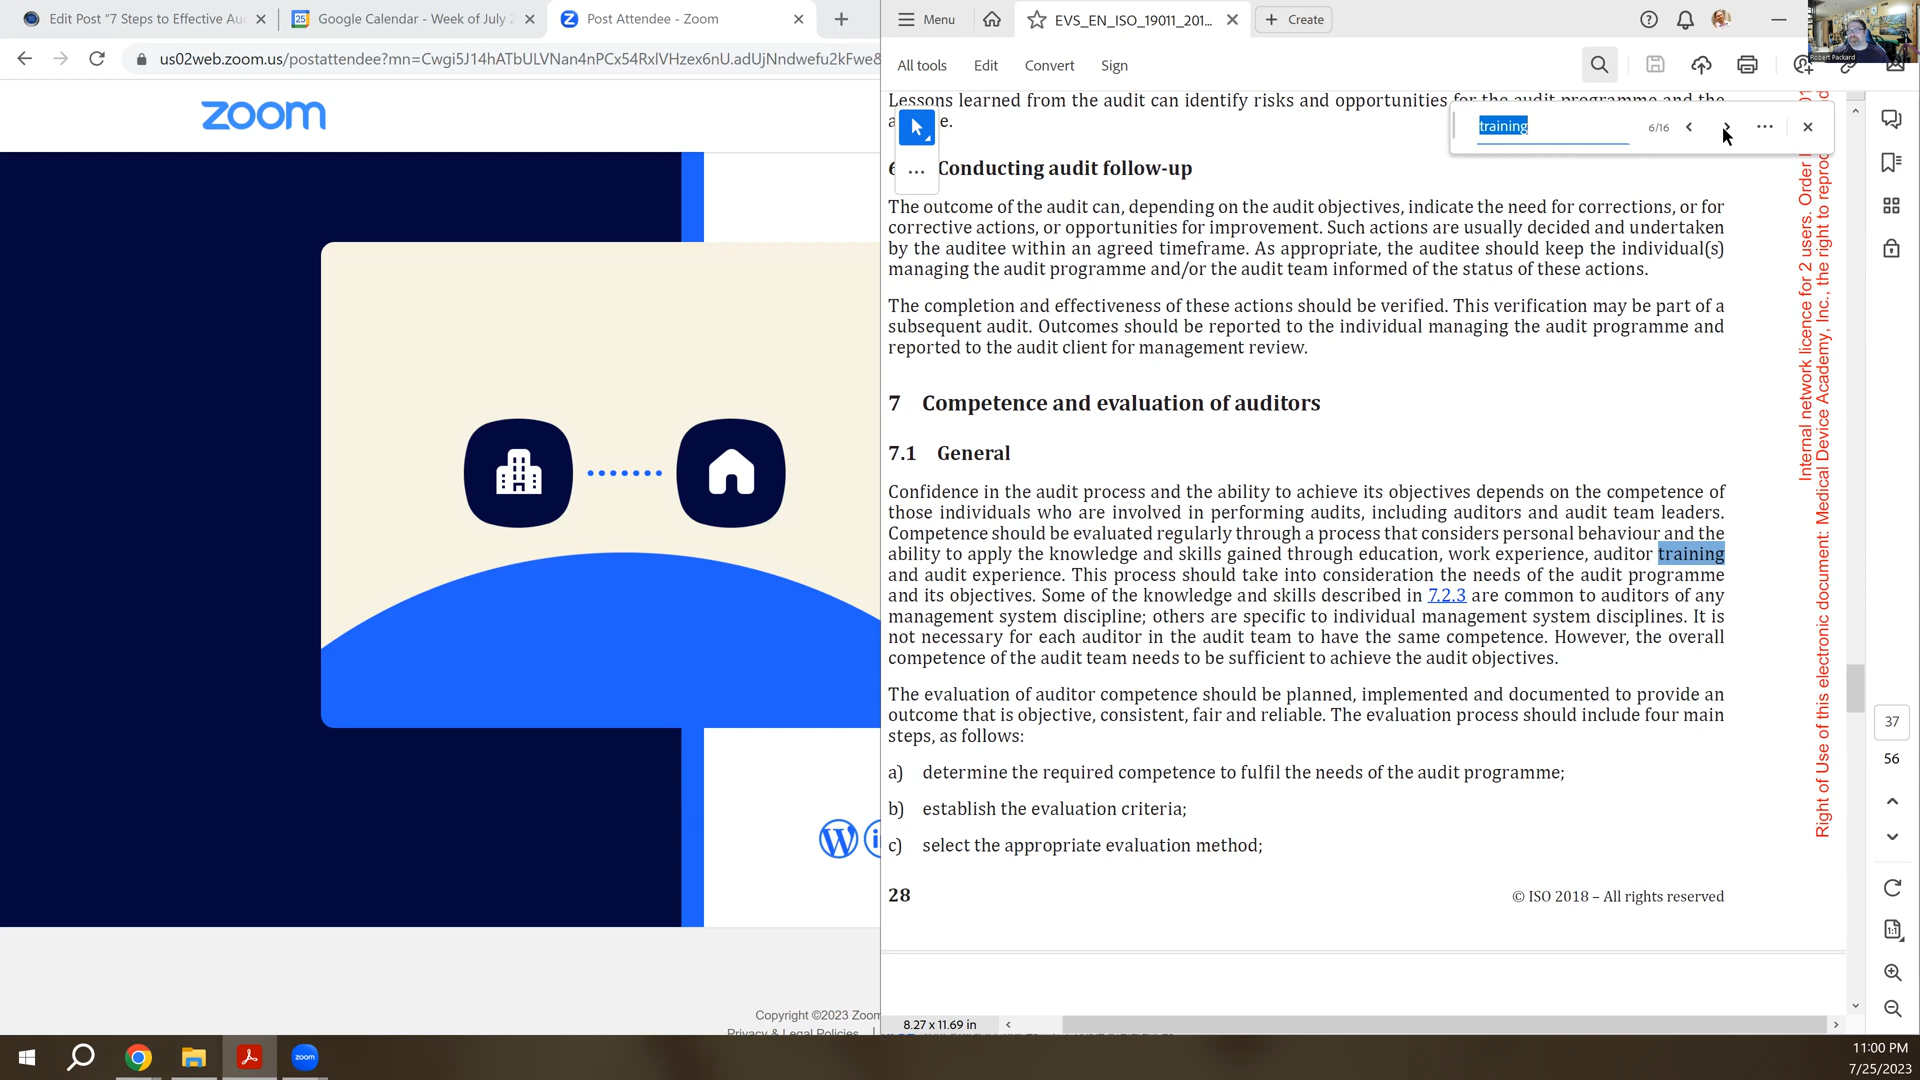 Edit Post "7 Steps to Effective Au
Google Calendar - Week of July 2
Post Attendee - Zoom
us02web.zoom.us/postattendee?mn=Cwgi5J14hATbULVNan4nPCx54RxlVHzex6nU.adUjNndwefu2kFwe8
zoom
Copyright ©2023 Zoom
Privacy & Legal Policies
Menu
EVS_EN_ISO_19011_201...
Create
Robert Packard
All tools
Edit
Convert
Sign
training
6/16
Lessons learned from the audit can identify risks and opportunities for the audit programme and the
e.
6
Conducting audit follow-up
The outcome of the audit can, depending on the audit objectives, indicate the need for corrections, or for
corrective actions, or opportunities for improvement. Such actions are usually decided and undertaken
by the auditee within an agreed timeframe. As appropriate, the auditee should keep the individual(s)
managing the audit programme and/or the audit team informed of the status of these actions.
The completion and effectiveness of these actions should be verified. This verification may be part of a
subsequent audit. Outcomes should be reported to the individual managing the audit programme and
reported to the audit client for management review.
7 Competence and evaluation of auditors
7.1 General
Confidence in the audit process and the ability to achieve its objectives depends on the competence of
those individuals who are involved in performing audits, including auditors and audit team leaders.
Competence should be evaluated regularly through a process that considers personal behaviour and the
ability to apply the knowledge and skills gained through education, work experience, auditor training
and audit experience. This process should take into consideration the needs of the audit programme
and its objectives. Some of the knowledge and skills described in 7.2.3 are common to auditors of any
management system discipline; others are specific to individual management system disciplines. It is
not necessary for each auditor in the audit team to have the same competence. However, the overall
competence of the audit team needs to be sufficient to achieve the audit objectives.
The evaluation of auditor competence should be planned, implemented and documented to provide an
outcome that is objective, consistent, fair and reliable. The evaluation process should include four main
steps, as follows:
a) determine the required competence to fulfil the needs of the audit programme;
b) establish the evaluation criteria;
c) select the appropriate evaluation method;
28
© ISO 2018 – All rights reserved
Internal network licence for 2 users. Order
Right of Use of this electronic document: Medical Device Academy, Inc., the right to reprod
37
56
8.27 x 11.69 in
zoom
11:00 PM
7/25/2023